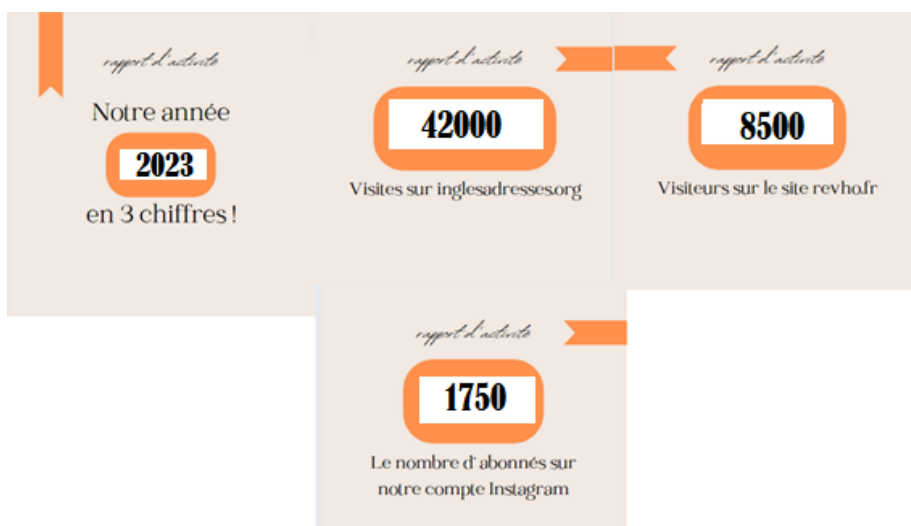 rapport d'activité
Notre année
2023
en 3 chiffres !
rapport d'activité
42000
Visites sur inglesadresses.org
rapport d'activité
8500
Visiteurs sur le site revho.fr
rapport d'activité
1750
Le nombre d'abonnés sur
notre compte Instagram